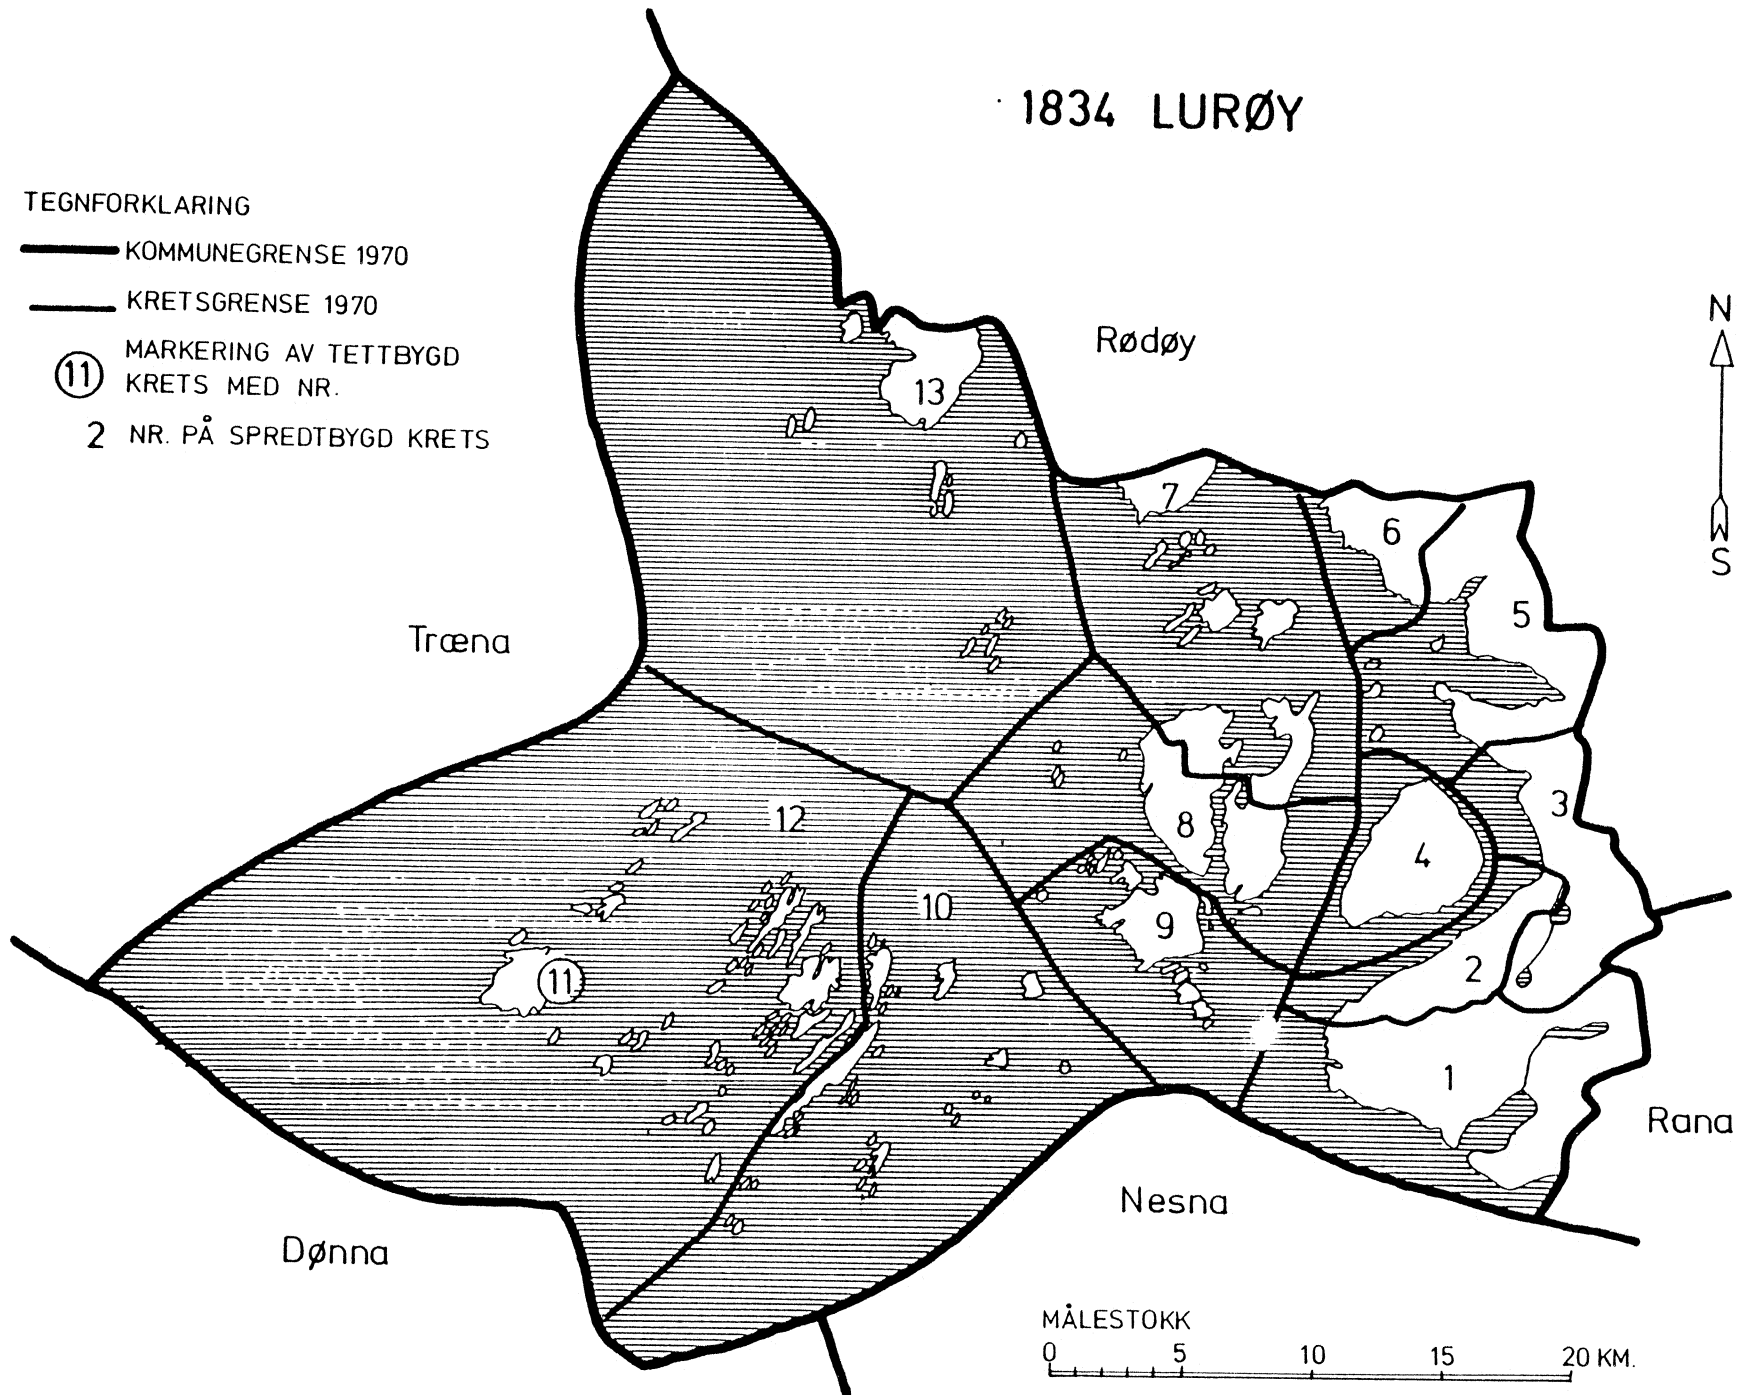 1834 LURØY
TEGNFORKLARING
KOMMUNEGRENSE 1970
KRETSGRENSE 1970
11 MARKERING AV TETTBYGD
KRETS MED NR.
2 NR. PÅ SPREDTBYGD KRETS
N
S
Rødøy
Træna
Dønna
Nesna
Rana
13
7
6
5
12
8
3
4
10
9
11
2
1
MÅLESTOKK
0 5 10 15 20 KM.